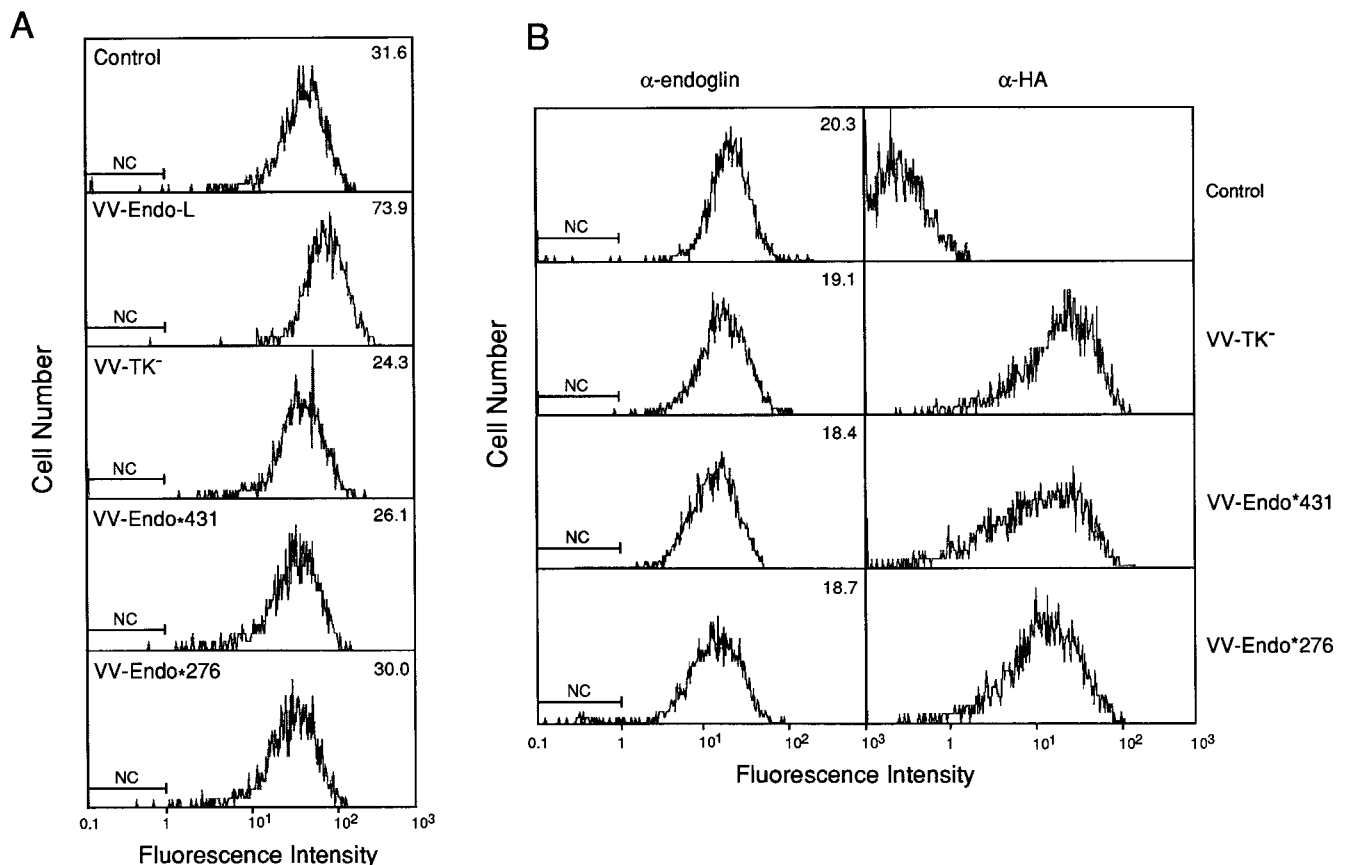 A
Control
31.6
NC
VV-Endo-L
73.9
NC
VV-TK⁻
24.3
NC
VV-Endo*431
26.1
NC
VV-Endo*276
30.0
NC
0.1 1 10¹ 10² 10³
Fluorescence Intensity
Cell Number
B
α-endoglin α-HA
20.3
NC
Control
19.1
NC
VV-TK⁻
18.4
NC
VV-Endo*431
18.7
NC
VV-Endo*276
0.1 1 10¹ 10² 10³ 1 10¹ 10² 10³
Fluorescence Intensity
Cell Number